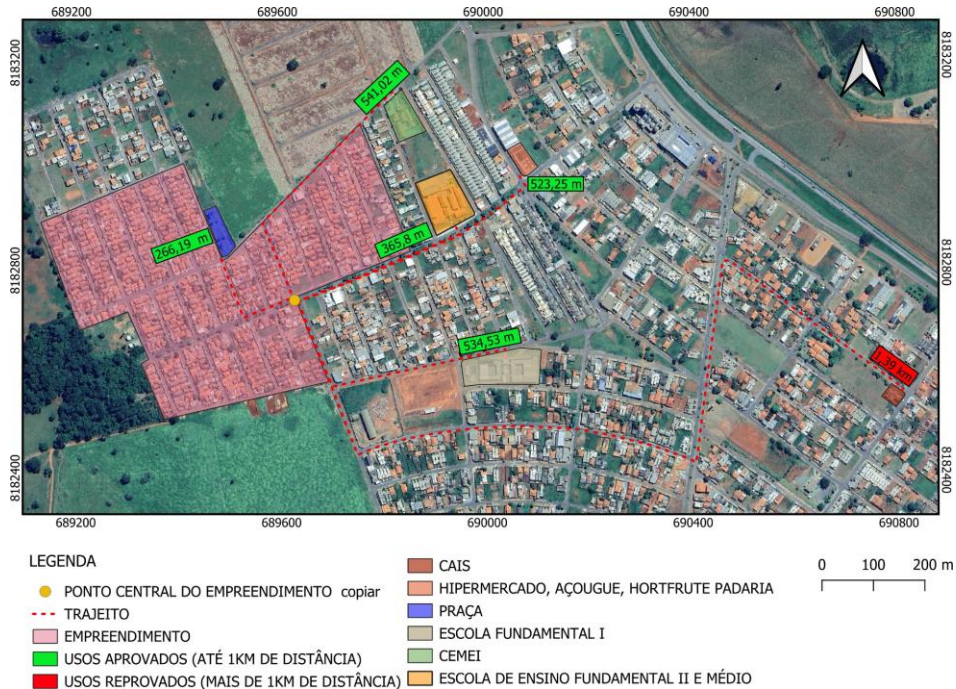 689200 689600 690000 690400 690800
8183200 8183200
541,02 m
523,25 m
266,19 m
365,8 m
8182800 8182800
534,53 m
1,39 km
8182400 8182400
689200 689600 690000 690400 690800
LEGENDA
PONTO CENTRAL DO EMPREENDIMENTO copiar
TRAJEITO
EMPREENDIMENTO
USOS APROVADOS (ATÉ 1KM DE DISTÂNCIA)
USOS REPROVADOS (MAIS DE 1KM DE DISTÂNCIA)
CAIS
HIPERMERCADO, AÇOUGUE, HORTFRUTE PADARIA
PRAÇA
ESCOLA FUNDAMENTAL I
CEMEI
ESCOLA DE ENSINO FUNDAMENTAL II E MÉDIO
0 100 200 m